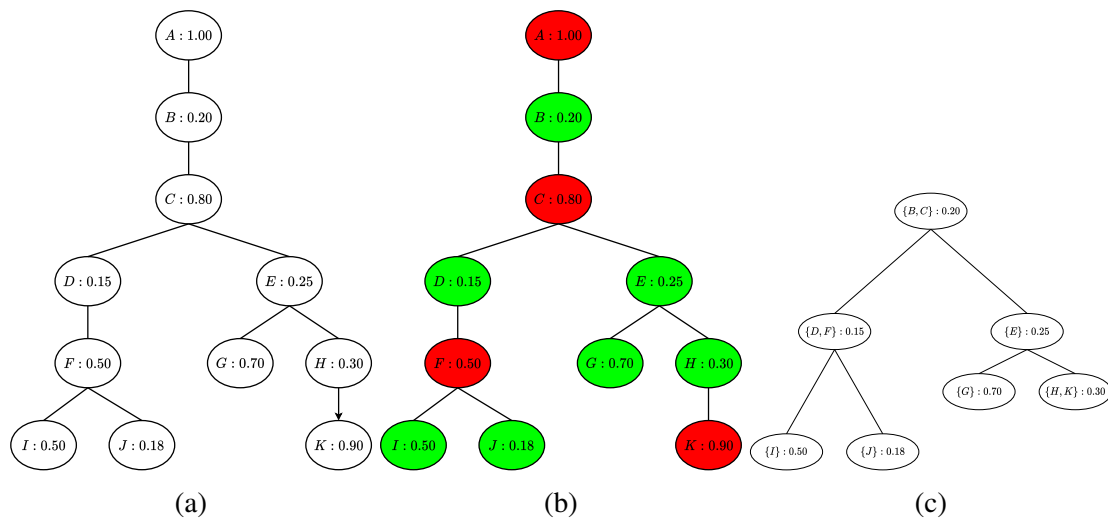 A : 1.00
B : 0.20
C : 0.80
D : 0.15
E : 0.25
F : 0.50
G : 0.70
H : 0.30
I : 0.50
J : 0.18
K : 0.90
(a)
A : 1.00
B : 0.20
C : 0.80
D : 0.15
E : 0.25
F : 0.50
G : 0.70
H : 0.30
I : 0.50
J : 0.18
K : 0.90
(b)
{B, C} : 0.20
{D, F} : 0.15
{E} : 0.25
{G} : 0.70
{H, K} : 0.30
{I} : 0.50
{J} : 0.18
(c)